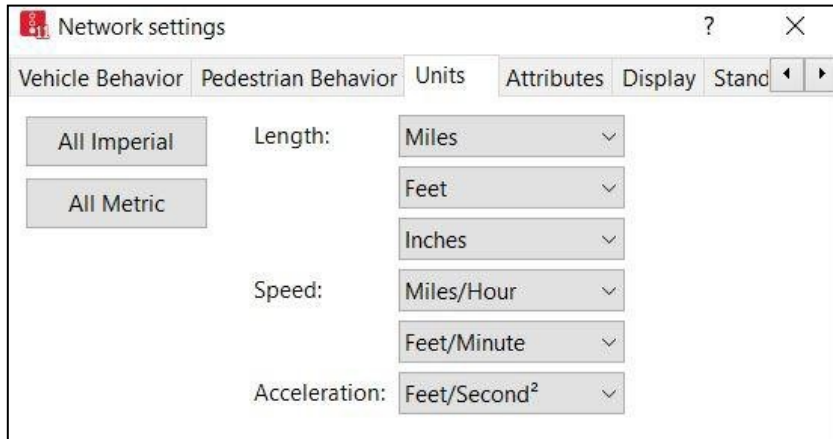 11 Network settings ?
Vehicle Behavior Pedestrian Behavior Units Attributes Display Stand
All Imperial Length: Miles
All Metric Feet
Inches
Speed: Miles/Hour
Feet/Minute
Acceleration: Feet/Second²